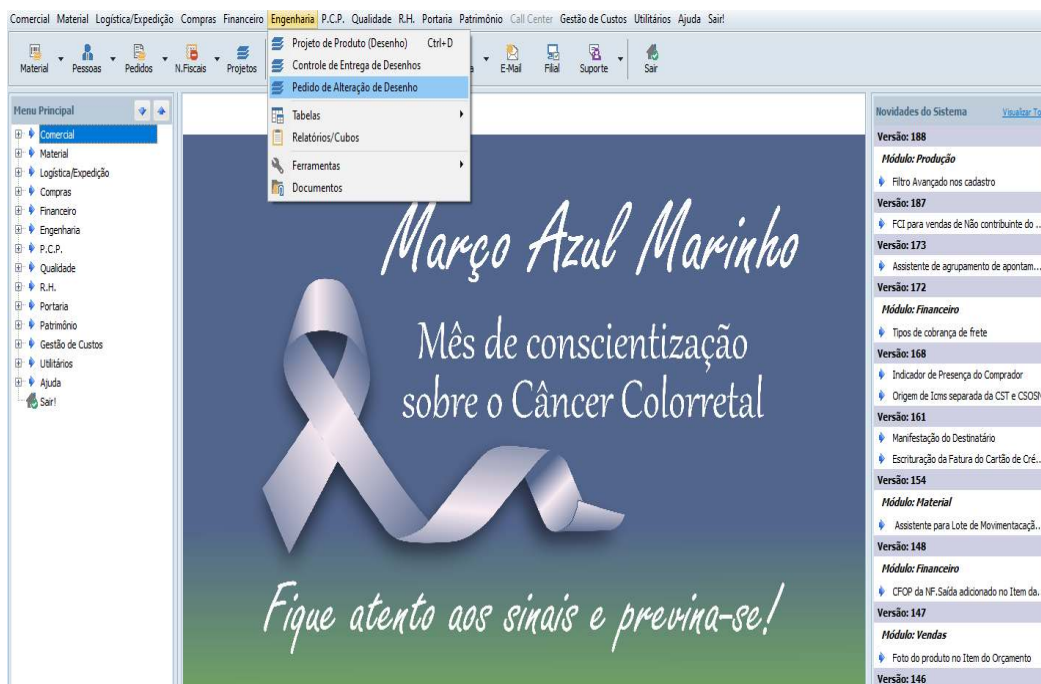 Comercial Material Logística/Expedição Compras Financeiro Engenharia P.C.P. Qualidade R.H. Portaria Patrimônio Call Center Gestão de Custos Utilitários Ajuda Sair!
Material Pessoas Pedidos N.Fiscais Projetos a E-Mail Filial Suporte Sair
Projeto de Produto (Desenho) Ctrl+D
Controle de Entrega de Desenhos
Pedido de Alteração de Desenho
Tabelas
Relatórios/Cubos
Ferramentas
Documentos
Menu Principal
Comercial
Material
Logística/Expedição
Compras
Financeiro
Engenharia
P.C.P.
Qualidade
R.H.
Portaria
Patrimônio
Gestão de Custos
Utilitários
Ajuda
Sair!
Março Azul Marinho
Mês de conscientização
sobre o Câncer Colorretal
Fique atento aos sinais e previna-se!
Novidades do Sistema Visualizar To
Versão: 188
Módulo: Produção
Filtro Avançado nos cadastro
Versão: 187
FCI para vendas de Não contribuinte do ...
Versão: 173
Assistente de agrupamento de apontam...
Versão: 172
Módulo: Financeiro
Tipos de cobrança de frete
Versão: 168
Indicador de Presença do Comprador
Origem de Icms separada da CST e CSOSN
Versão: 161
Manifestação do Destinatário
Escrituração da Fatura do Cartão de Cré...
Versão: 154
Módulo: Material
Assistente para Lote de Movimentacaçã...
Versão: 148
Módulo: Financeiro
CFOP da NF.Saída adicionado no Item da.
Versão: 147
Módulo: Vendas
Foto do produto no Item do Orçamento
Versão: 146